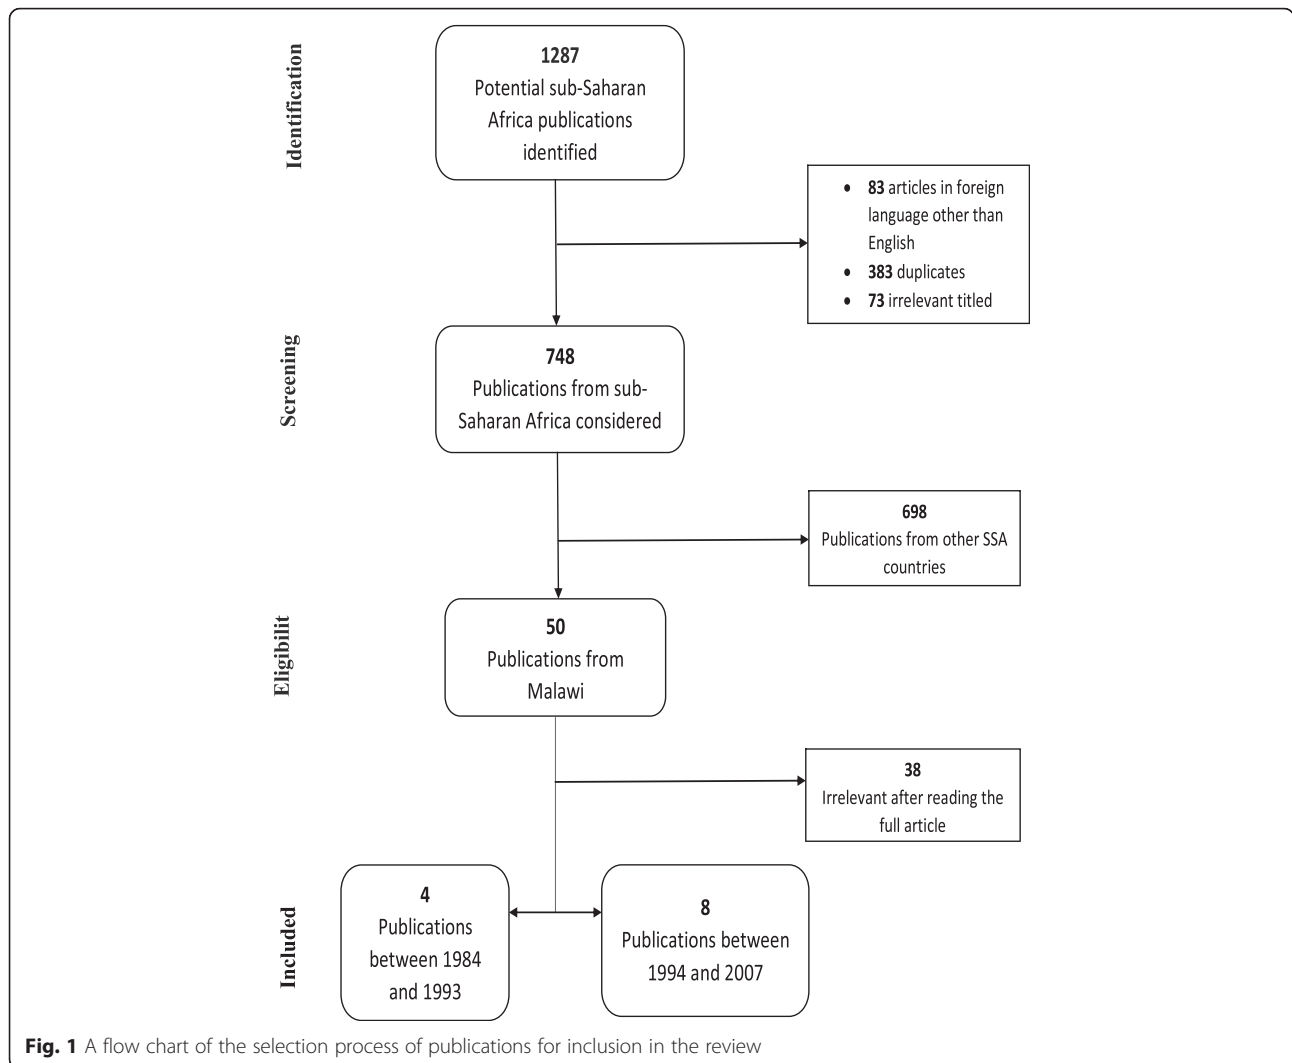 Identification
1287
Potential sub-Saharan
Africa publications
identified
• 83 articles in foreign
language other than
English
• 383 duplicates
• 73 irrelevant titled
Screening
748
Publications from sub-
Saharan Africa considered
698
Publications from other SSA
countries
Eligibilit
50
Publications from
Malawi
38
Irrelevant after reading the
full article
Included
4
Publications
between 1984
and 1993
8
Publications between
1994 and 2007
Fig. 1 A flow chart of the selection process of publications for inclusion in the review